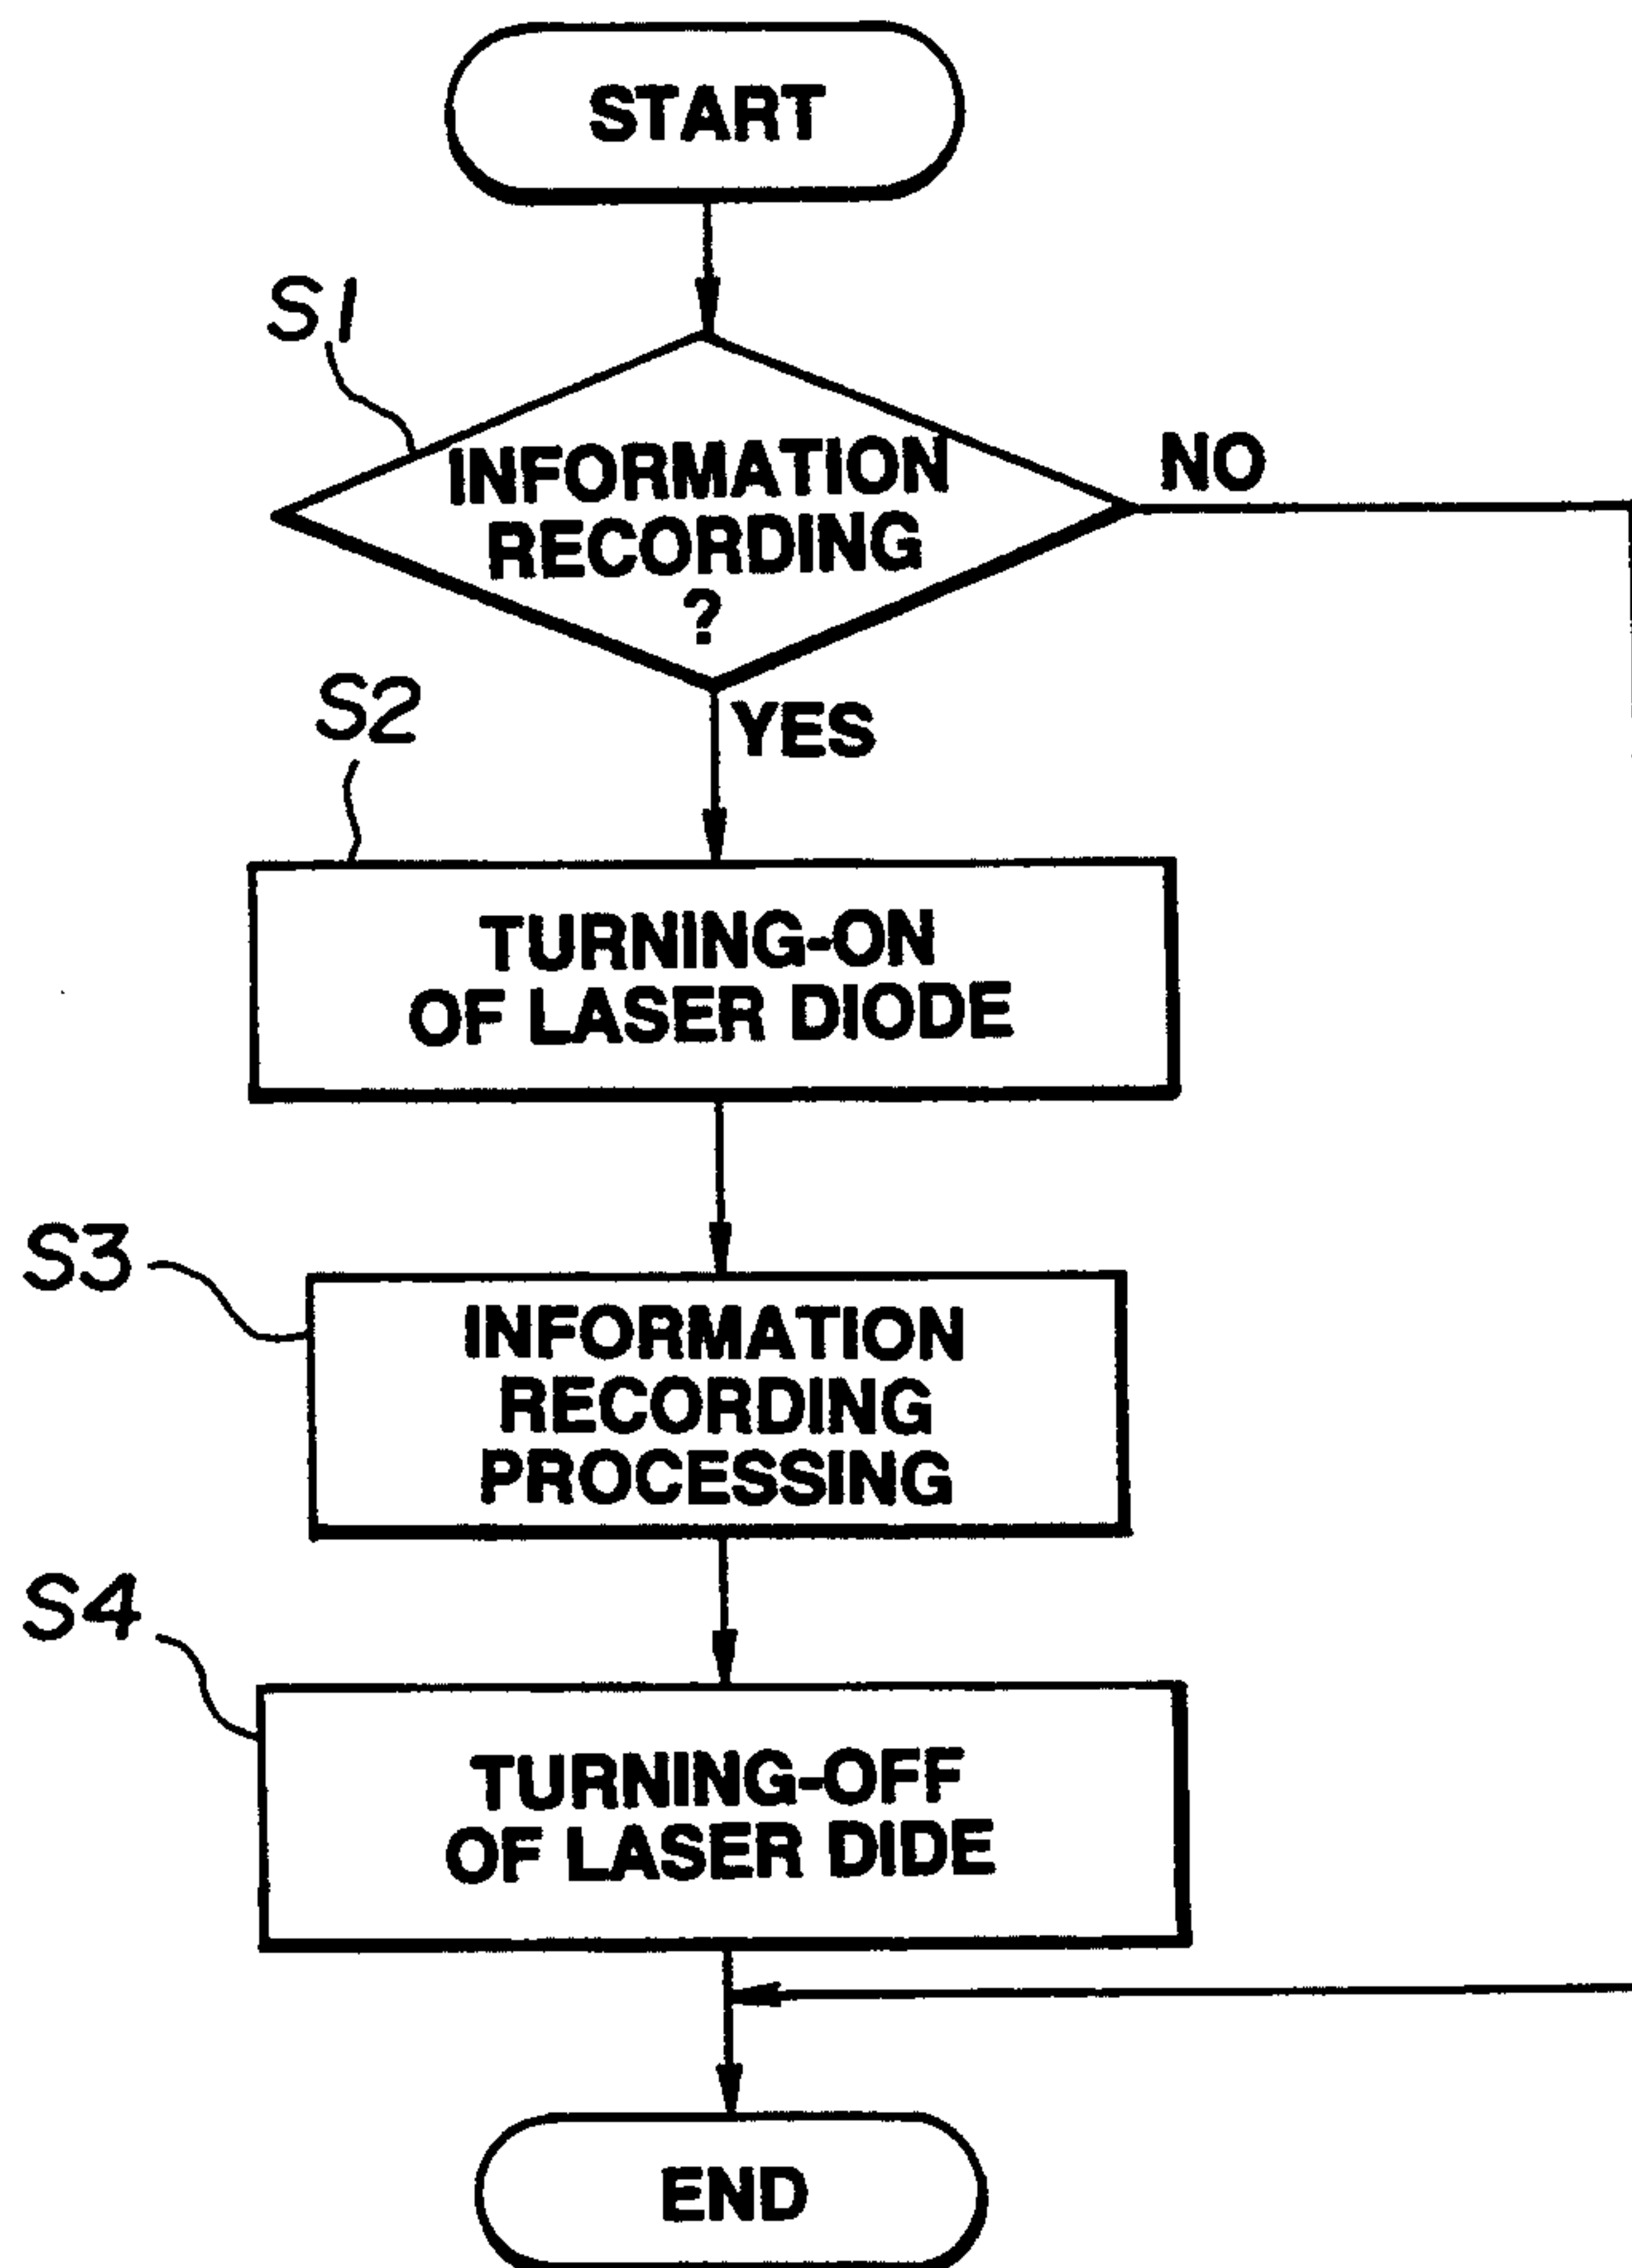 START
S1
INFORMATION
RECORDING
?
NO
YES
S2
TURNING-ON
OF LASER DIODE
S3
INFORMATION
RECORDING
PROCESSING
S4
TURNING-OFF
OF LASER DIDE
END